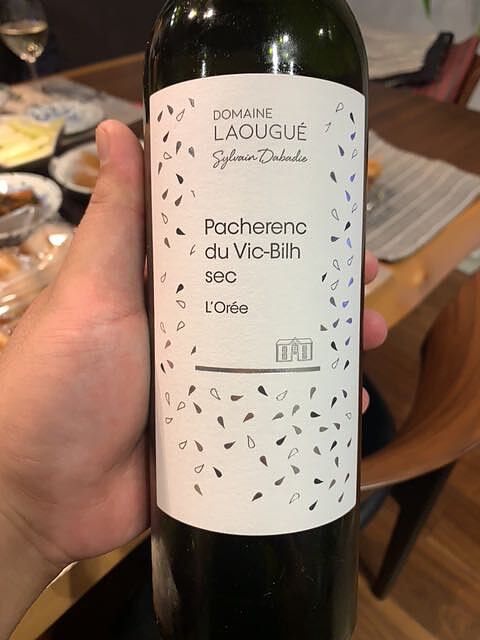 DOMAINE
LAOUGUÉ
Sylvain Dabadie
Pacherenc
du Vic-Bilh
sec
L'Orée